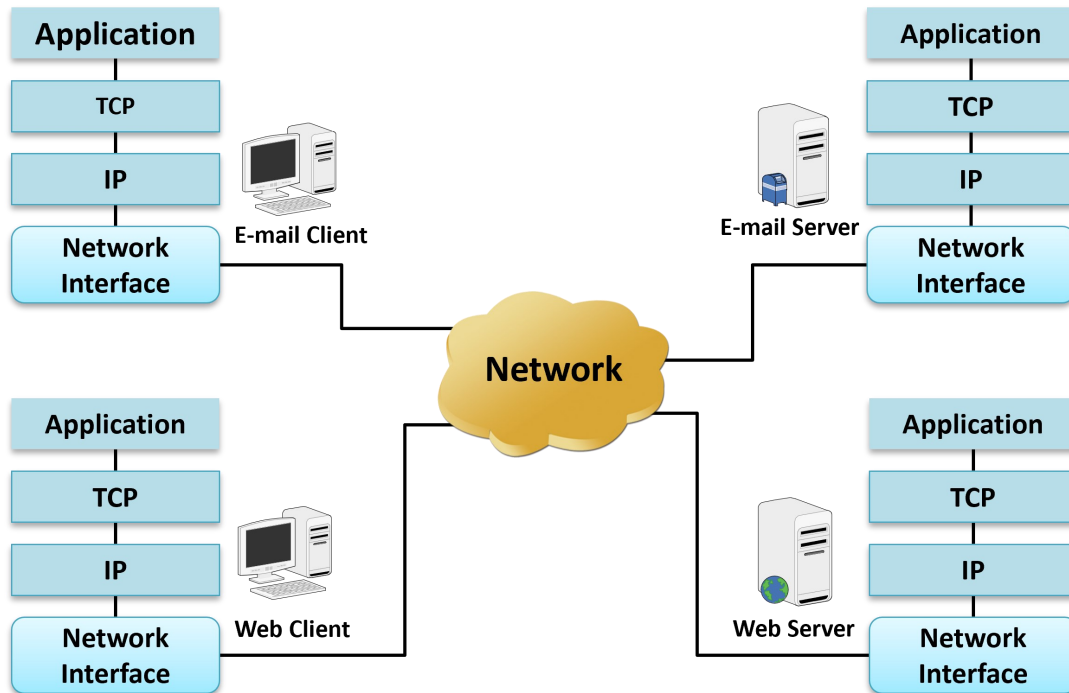 Application
TCP
IP
Network
Interface
E-mail Client
Application
TCP
IP
Network
Interface
E-mail Server
Network
Application
TCP
IP
Network
Interface
Web Client
Application
TCP
IP
Network
Interface
Web Server